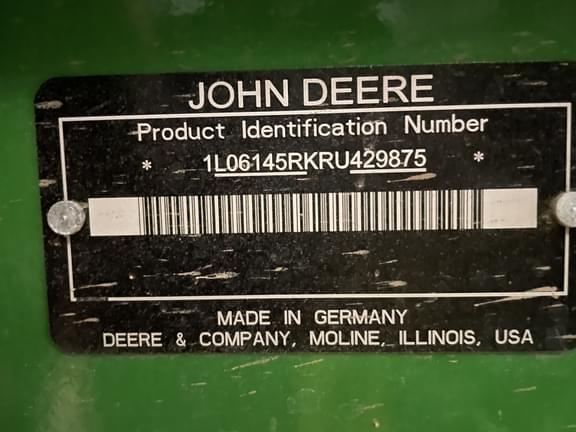 JOHN DEERE
Product Identification Number
* 1L06145RKRU429875 *
MADE IN GERMANY
DEERE & COMPANY, MOLINE, ILLINOIS, USA